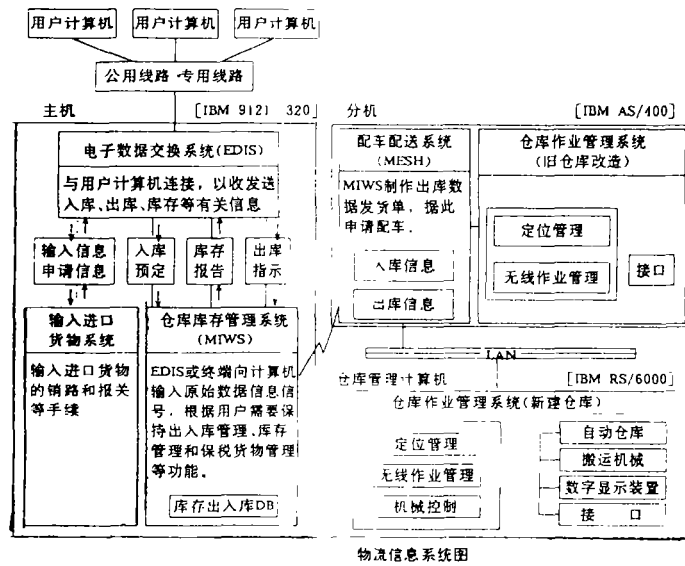 用户计算机
用户计算机
用户计算机
公用线路·专用线路
主机
[IBM 9121 320]
电子数据交换系统(EDIS)
与用户计算机连接,以收发送
入库、出库、库存等有关信息
输入信息
申请信息
入库
预定
库存
报告
出库
指示
输入进口
货物系统
输入进口货物
的销路和报关
等手续
仓库库存管理系统
(MIWS)
EDIS或终端向计算机
输入原始数据信息信
号,根据用户需要保
持出入库管理、库存
管理和保税货物管理
等功能。
库存出入库DB
分机
[IBM AS/400]
配车配送系统
(MESH)
MIWS制作出库数
据发货单,据此
申请配车.
入库信息
出库信息
仓库作业管理系统
(旧仓库改造)
定位管理
无线作业管理
接口
LAN
仓库管理计算机
[IBM RS/6000]
仓库作业管理系统(新建仓库)
定位管理
无线作业管理
机械控制
自动仓库
搬运机械
数字显示装置
接 口
物流信息系统图